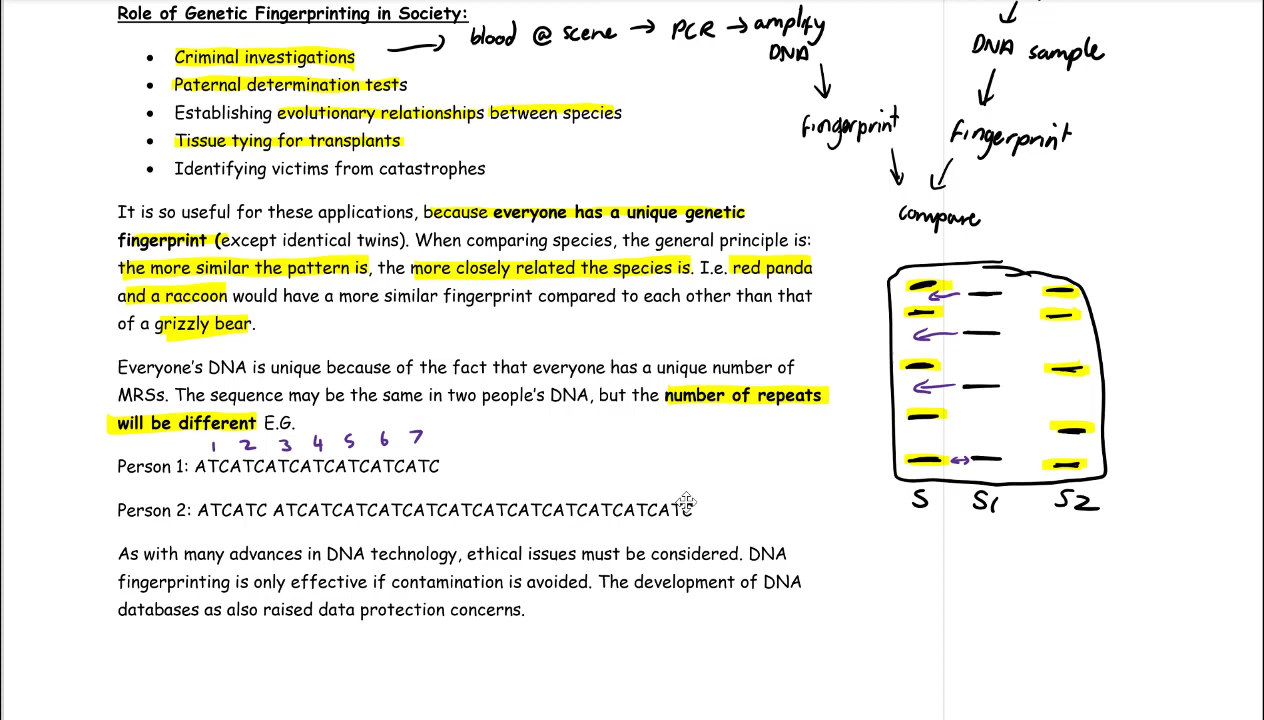 Role of Genetic Fingerprinting in Society:
blood @ scene → PCR → amplify
DNA
DNA sample
• Criminal investigations
• Paternal determination tests
• Establishing evolutionary relationships between species
• Tissue tying for transplants
• Identifying victims from catastrophes
fingerprint
fingerprint
compare
It is so useful for these applications, because everyone has a unique genetic
fingerprint (except identical twins). When comparing species, the general principle is:
the more similar the pattern is, the more closely related the species is. I.e. red panda
and a raccoon would have a more similar fingerprint compared to each other than that
of a grizzly bear.
Everyone's DNA is unique because of the fact that everyone has a unique number of
MRSs. The sequence may be the same in two people's DNA, but the number of repeats
will be different E.G.
1 2 3 4 5 6 7
Person 1: ATCATCATCATCATCATCATC
Person 2: ATCATC ATCATCATCATCATCATCATCATCATCATCATCATC
S S1 S2
As with many advances in DNA technology, ethical issues must be considered. DNA
fingerprinting is only effective if contamination is avoided. The development of DNA
databases as also raised data protection concerns.